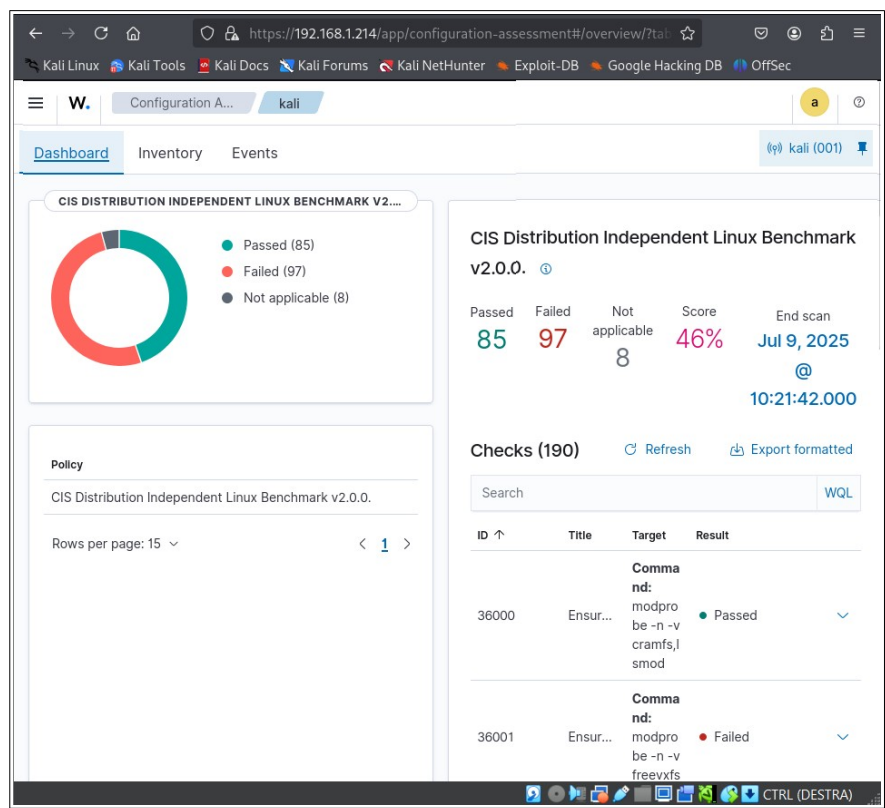 https://192.168.1.214/app/configuration-assessment#/overview/?tab
Kali Linux Kali Tools Kali Docs Kali Forums Kali NetHunter Exploit-DB Google Hacking DB OffSec
W. Configuration A... kali a
Dashboard Inventory Events kali (001)
CIS DISTRIBUTION INDEPENDENT LINUX BENCHMARK V2....
Passed (85)
Failed (97)
Not applicable (8)
Policy
CIS Distribution Independent Linux Benchmark v2.0.0.
Rows per page: 15 < 1 >
CIS Distribution Independent Linux Benchmark
v2.0.0.
Passed Failed Not applicable Score End scan
85 97 8 46% Jul 9, 2025
@
10:21:42.000
Checks (190) Refresh Export formatted
Search WQL
ID ↑ Title Target Result
36000 Ensur... Comma
nd:
modpro
be -n -v
cramfs,l
smod
Passed
36001 Ensur... Comma
nd:
modpro
be -n -v
freevxfs
Failed
CTRL (DESTRA)